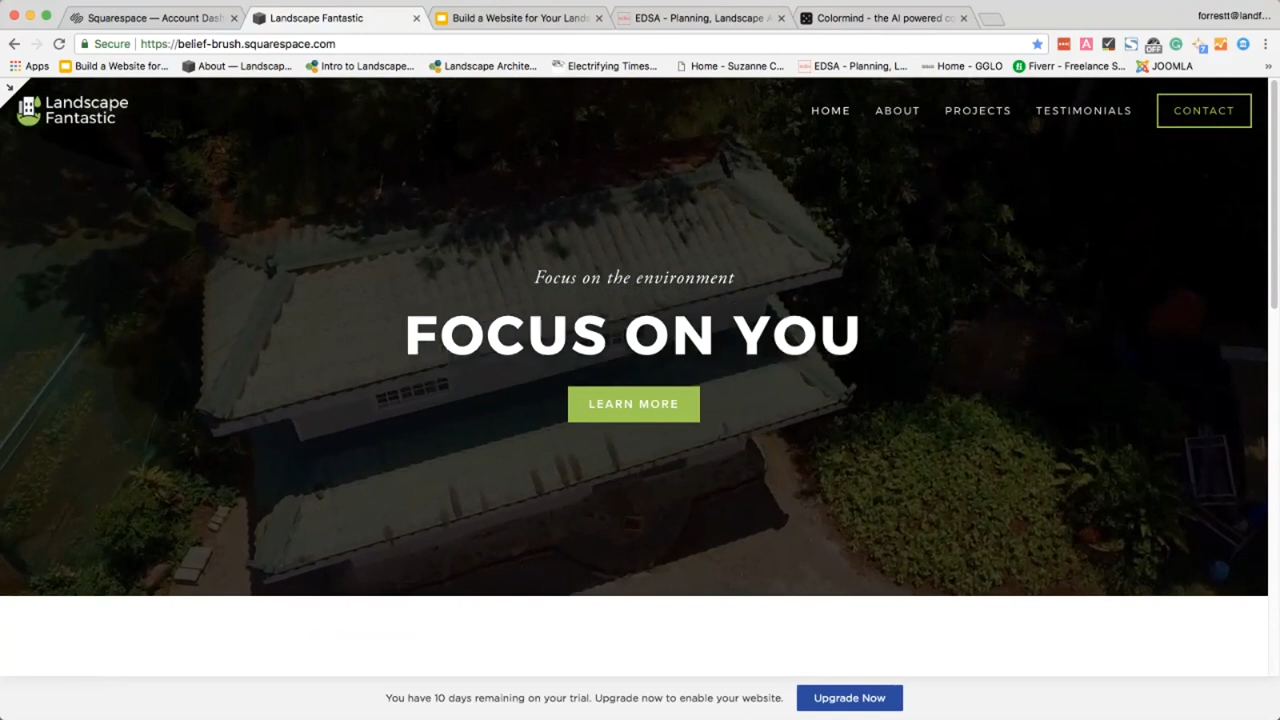 Squarespace — Account Dash
Landscape Fantastic
Build a Website for Your Lands
EDSA - Planning, Landscape A
Colormind - the AI powered co
forrestt@landf...
Secure
https://belief-brush.squarespace.com
OFF
7
Apps
Build a Website for...
About — Landscap...
Intro to Landscape...
Landscape Archite...
Electrifying Times...
Home - Suzanne C...
EDSA - Planning, L...
Home - GGLO
Fiverr - Freelance S...
JOOMLA
»
Landscape
Fantastic
HOME
ABOUT
PROJECTS
TESTIMONIALS
CONTACT
Focus on the environment
FOCUS ON YOU
LEARN MORE
You have 10 days remaining on your trial. Upgrade now to enable your website.
Upgrade Now